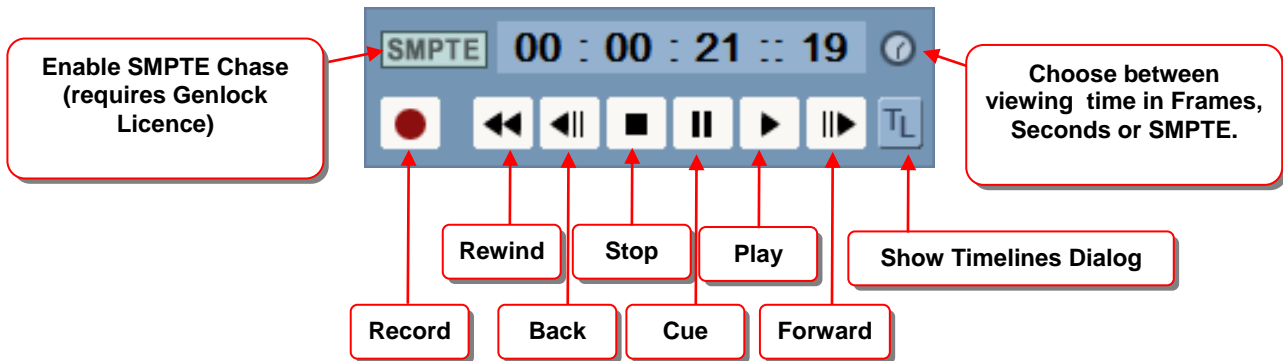 SMPTE 00 : 00 : 21 :: 19
Enable SMPTE Chase
(requires Genlock
Licence)
Choose between
viewing time in Frames,
Seconds or SMPTE.
TL
Rewind
Stop
Play
Show Timelines Dialog
Record
Back
Cue
Forward